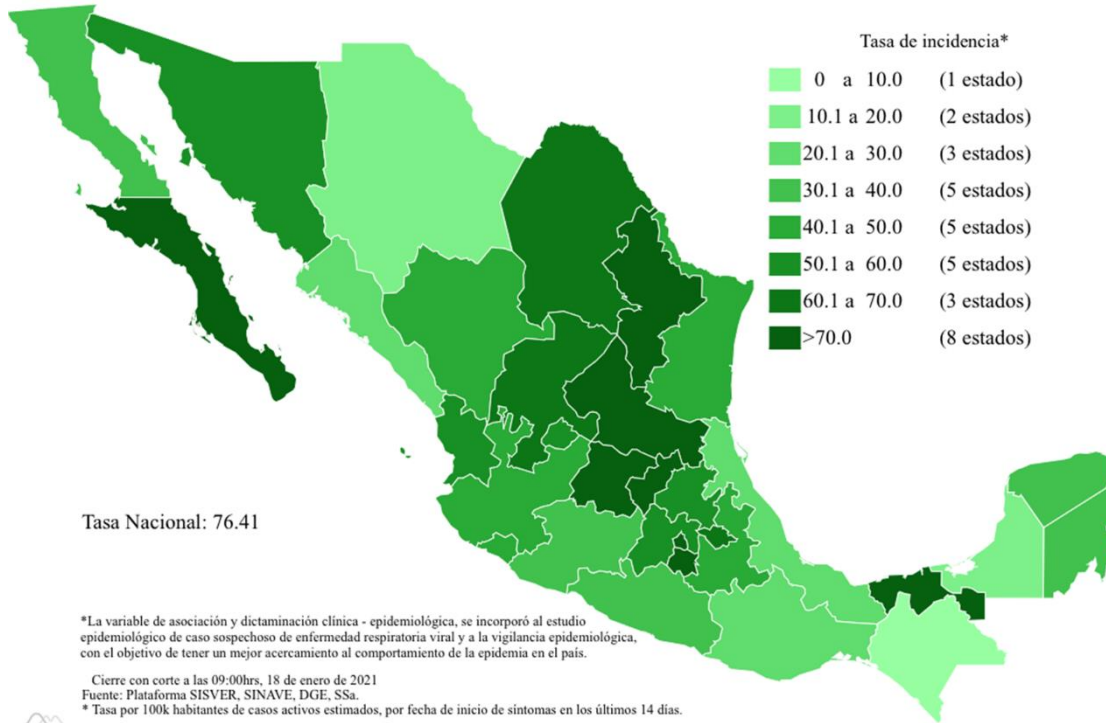 Tasa de incidencia*
0 a 10.0 (1 estado)
10.1 a 20.0 (2 estados)
20.1 a 30.0 (3 estados)
30.1 a 40.0 (5 estados)
40.1 a 50.0 (5 estados)
50.1 a 60.0 (5 estados)
60.1 a 70.0 (3 estados)
>70.0 (8 estados)
Tasa Nacional: 76.41
*La variable de asociación y dictaminación clínica - epidemiológica, se incorporó al estudio
epidemiológico de caso sospechoso de enfermedad respiratoria viral y a la vigilancia epidemiológica,
con el objetivo de tener un mejor acercamiento al comportamiento de la epidemia en el país.
Cierre con corte a las 09:00hrs, 18 de enero de 2021
Fuente: Plataforma SISVER, SINAVE, DGE, SSa.
* Tasa por 100k habitantes de casos activos estimados, por fecha de inicio de síntomas en los últimos 14 días.